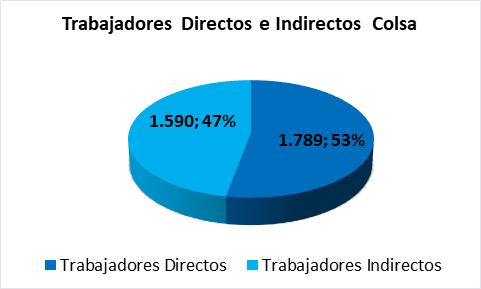 Trabajadores Directos e Indirectos Colsa
1.590; 47%
1.789; 53%
Trabajadores Directos
Trabajadores Indirectos